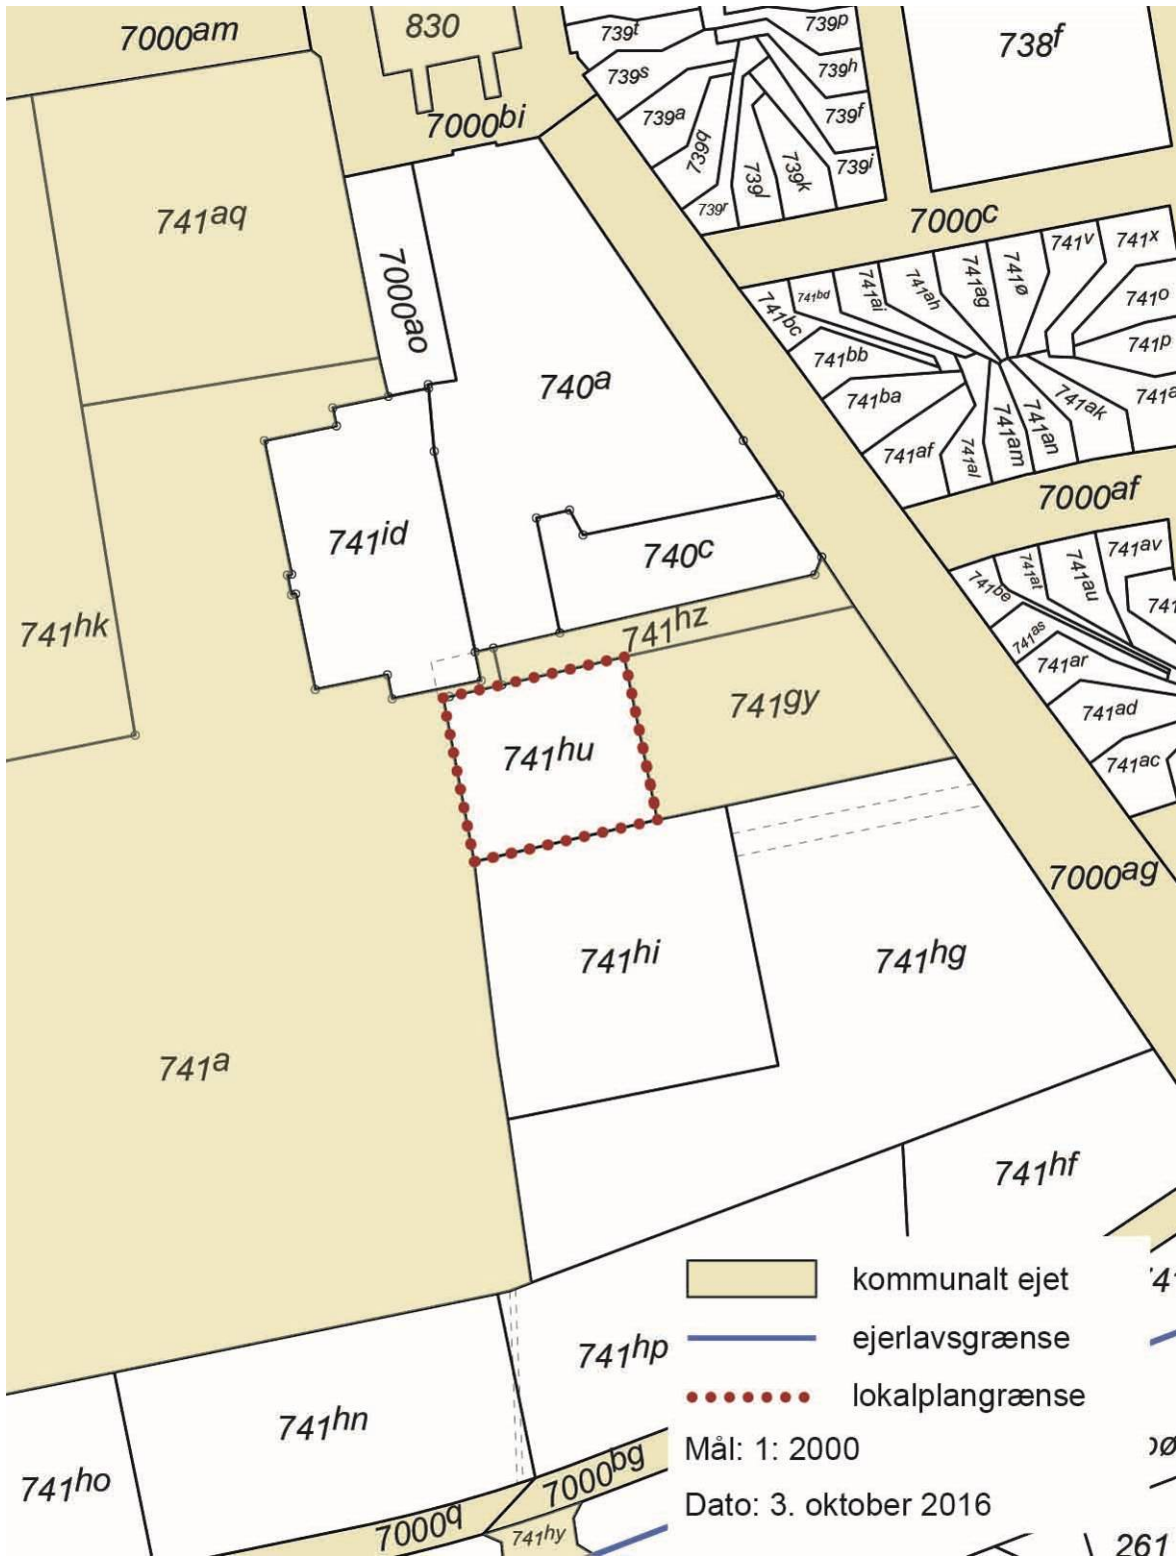 7000am
830
739t
739p
738f
739s
739h
739a
739f
7000bi
739q
739k
739i
739l
739r
741aq
7000c
7000ao
741bc
741bd
741ai
741ah
741ag
741ø
741v
741x
741o
741bb
741p
740a
741ba
741ak
741a
741am
741an
741af
741al
7000af
741id
740c
741av
741at
741au
741be
741hk
741hz
741as
741ar
741gy
741ad
741hu
741ac
7000ag
741hi
741hg
741a
741hf
kommunalt ejet
ejerlavsgrænse
741hp
lokalplangrænse
741hn
Mål: 1: 2000
741ho
7000bg
Dato: 3. oktober 2016
7000q
741hy
261